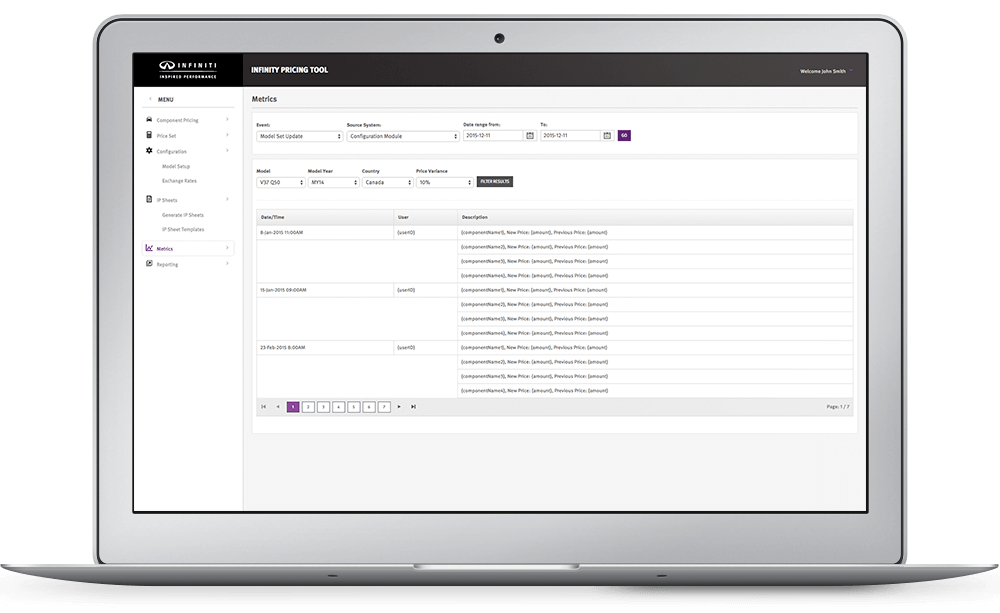 INFINITI
INSPIRED PERFORMANCE
INFINITY PRICING TOOL
Welcome John Smith
MENU
Component Pricing
Price Set
Configuration
Model Setup
Exchange Rates
IP Sheets
Generate IP Sheets
IP Sheet Templates
Metrics
Reporting
Metrics
Event: Source System: Date range from: To:
Model Set Update Configuration Module 2015-12-11 2015-12-11 GO
Model Model Year Country Price Variance
V37 Q50 MY14 Canada 10% FILTER RESULTS
Date/Time User Description
8-Jan-2015 11:00AM {userID} {componentName1}, New Price: {amount}, Previous Price: {amount}
{componentName2}, New Price: {amount}, Previous Price: {amount}
{componentName3}, New Price: {amount}, Previous Price: {amount}
{componentName4}, New Price: {amount}, Previous Price: {amount}
15-Jan-2015 09:00AM {userID} {componentName1}, New Price: {amount}, Previous Price: {amount}
{componentName2}, New Price: {amount}, Previous Price: {amount}
{componentName3}, New Price: {amount}, Previous Price: {amount}
{componentName4}, New Price: {amount}, Previous Price: {amount}
23-Feb-2015 8:00AM {userID} {componentName1}, New Price: {amount}, Previous Price: {amount}
{componentName2}, New Price: {amount}, Previous Price: {amount}
{componentName3}, New Price: {amount}, Previous Price: {amount}
{componentName4}, New Price: {amount}, Previous Price: {amount}
1 2 3 4 5 6 7 Page: 1 / 7